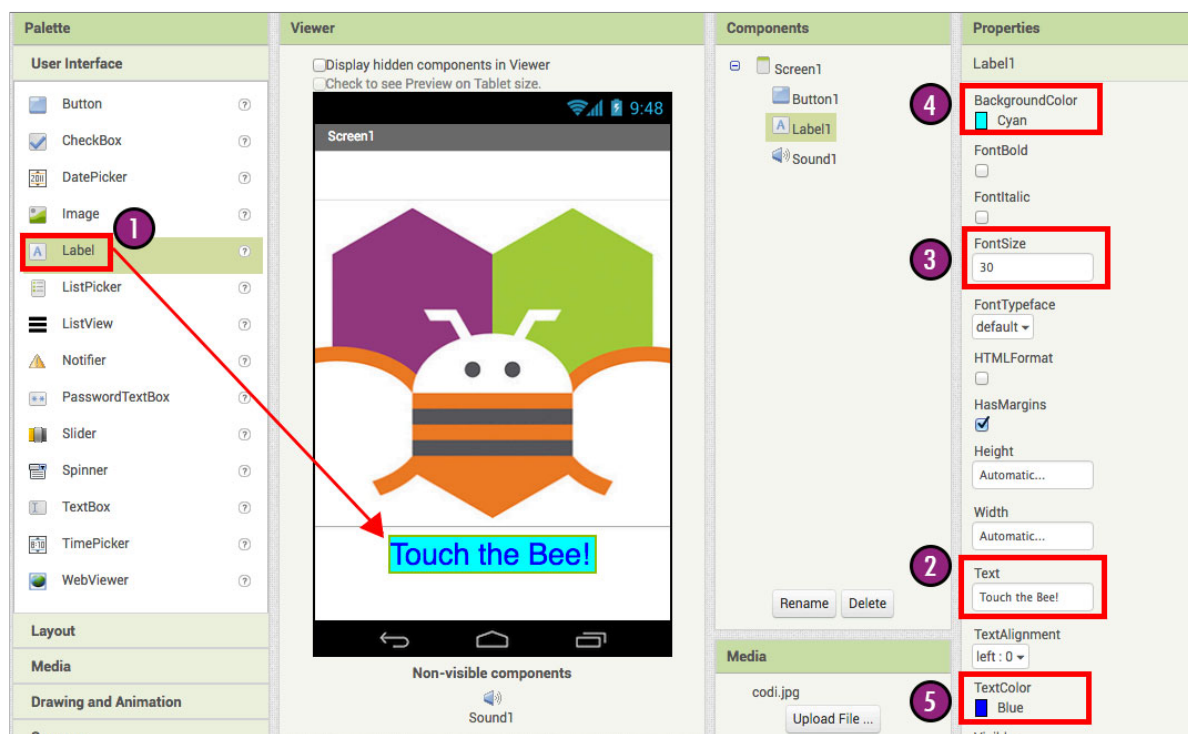 Palette
User Interface
Button
CheckBox
2011
DatePicker
Image
1
A
Label
ListPicker
ListView
Notifier
PasswordTextBox
Slider
Spinner
TextBox
TimePicker
WebViewer
Layout
Media
Drawing and Animation
Viewer
Display hidden components in Viewer
Check to see Preview on Tablet size.
9:48
Screen1
Touch the Bee!
Non-visible components
Sound1
Components
Screen1
Button1
A Label1
Sound1
Rename
Delete
Media
codi.jpg
Upload File ...
Properties
Label1
4
BackgroundColor
Cyan
FontBold
FontItalic
3
FontSize
30
FontTypeface
default
HTMLFormat
HasMargins
Height
Automatic...
Width
Automatic...
2
Text
Touch the Bee!
TextAlignment
left : 0
5
TextColor
Blue